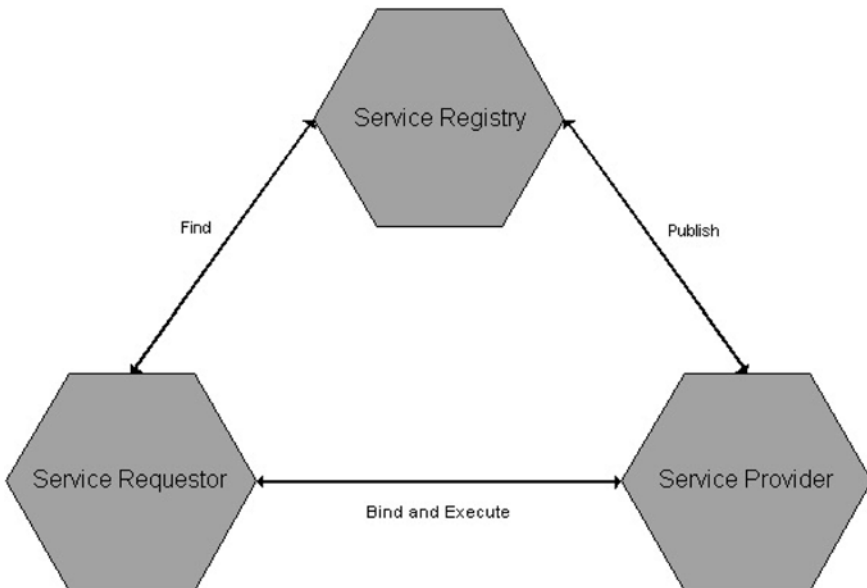 Service Registry
Find
Publish
Service Requestor
Service Provider
Bind and Execute